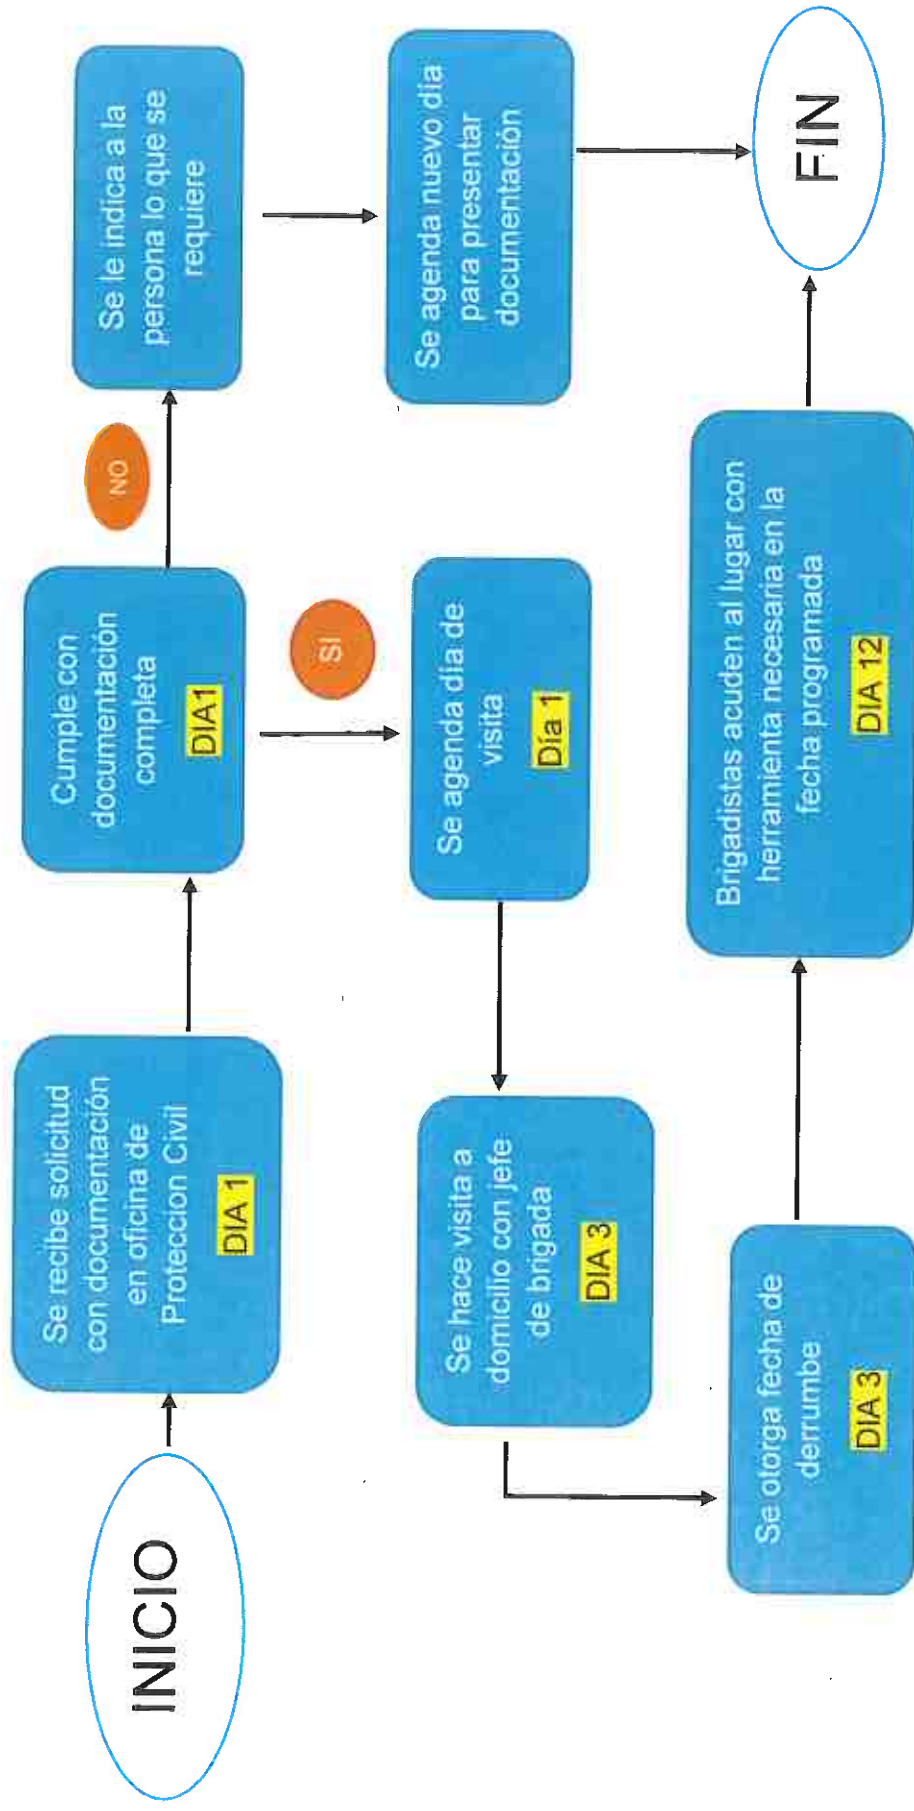 INICIO
Se recibe solicitud
con documentación
en oficina de
Proteccion Civil
DIA 1
Cumple con
documentación
completa
DIA1
NO
Se le indica a la
persona lo que se
requiere
SI
Se agenda día de
visita
Día 1
Se agenda nuevo día
para presentar
documentación
Se hace visita a
domicilio con jefe
de brigada
DIA 3
Se otorga fecha de
derrumbe
DIA 3
Brigadistas acuden al lugar con
herramienta necesaria en la
fecha programada
DIA 12
FIN